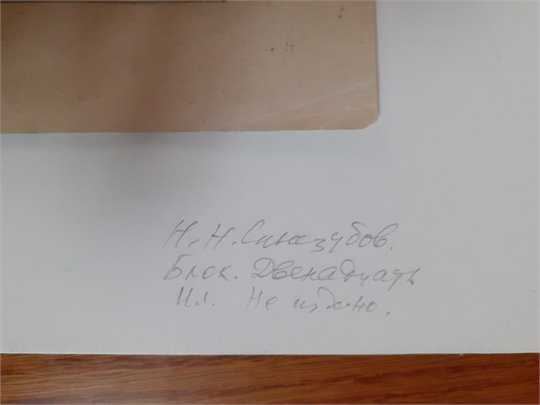 Н. Н. Синезубов.
Блок. Двенадцать
Ил. Не издано.